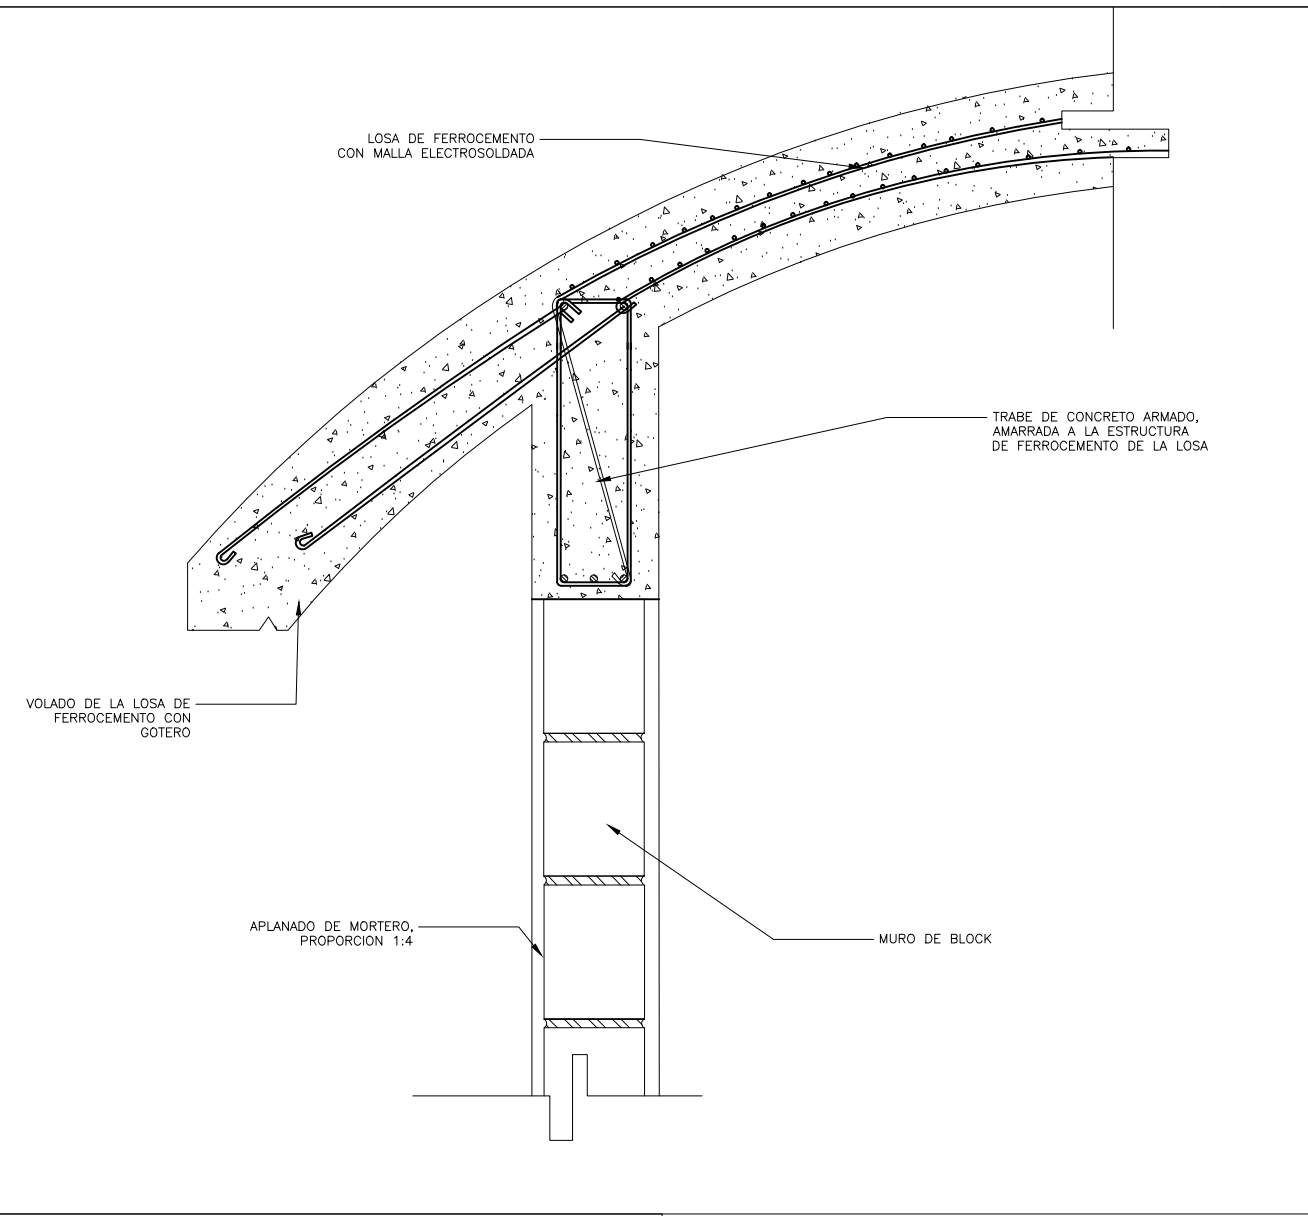 LOSA DE FERROCEMENTO
CON MALLA ELECTROSOLDADA
TRABE DE CONCRETO ARMADO,
AMARRADA A LA ESTRUCTURA
DE FERROCEMENTO DE LA LOSA
VOLADO DE LA LOSA DE
FERROCEMENTO CON
GOTERO
APLANADO DE MORTERO,
PROPORCION 1:4
MURO DE BLOCK